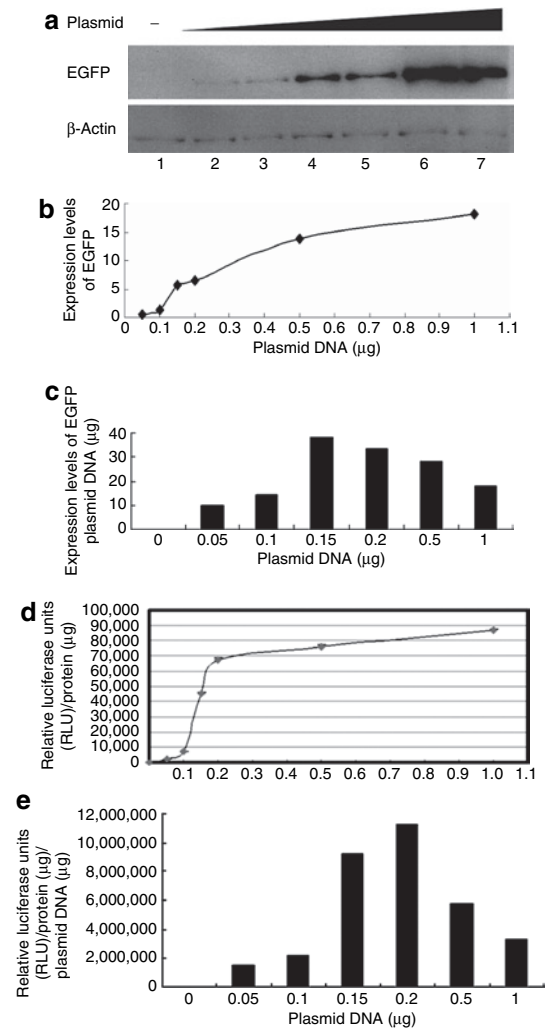 a Plasmid –
EGFP
β-Actin
1 2 3 4 5 6 7
b
Expression levels
of EGFP
20
15
10
5
0
0 0.1 0.2 0.3 0.4 0.5 0.6 0.7 0.8 0.9 1 1.1
Plasmid DNA (μg)
c
Expression levels of EGFP
plasmid DNA (μg)
40
30
20
10
0
0 0.05 0.1 0.15 0.2 0.5 1
Plasmid DNA (μg)
d
Relative luciferase units
(RLU)/protein (μg)
100,000
90,000
80,000
70,000
60,000
50,000
40,000
30,000
20,000
10,000
0
0.1 0.2 0.3 0.4 0.5 0.6 0.7 0.8 0.9 1.0 1.1
e
Relative luciferase units
(RLU)/protein (μg)/
plasmid DNA (μg)
12,000,000
10,000,000
8,000,000
6,000,000
4,000,000
2,000,000
0
0 0.05 0.1 0.15 0.2 0.5 1
Plasmid DNA (μg)